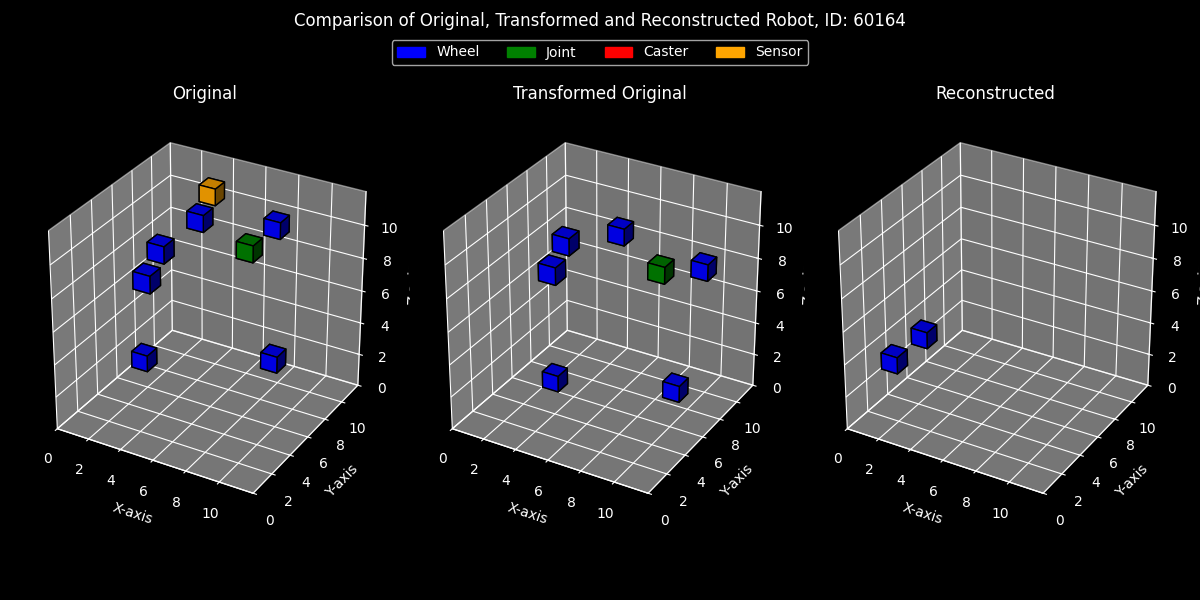 Comparison of Original, Transformed and Reconstructed Robot, ID: 60164
Wheel Joint Caster Sensor
Original Transformed Original Reconstructed
10 10 10
8 8 8
6 6 6
4 4 4
2 2 2
0 0 0
10 10 10
8 8 8
6 6 6
4 4 4
2 2 2
0 0 0
0 2 4 6 8 10
0 2 4 6 8 10
0 2 4 6 8 10
X-axis Y-axis X-axis Y-axis X-axis Y-axis